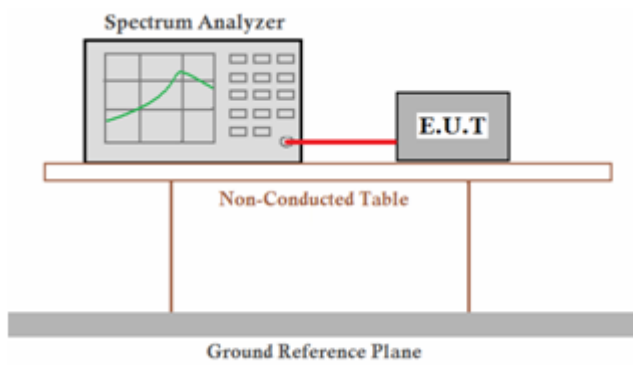 Spectrum Analyzer
E.U.T
Non-Conducted Table
Ground Reference Plane